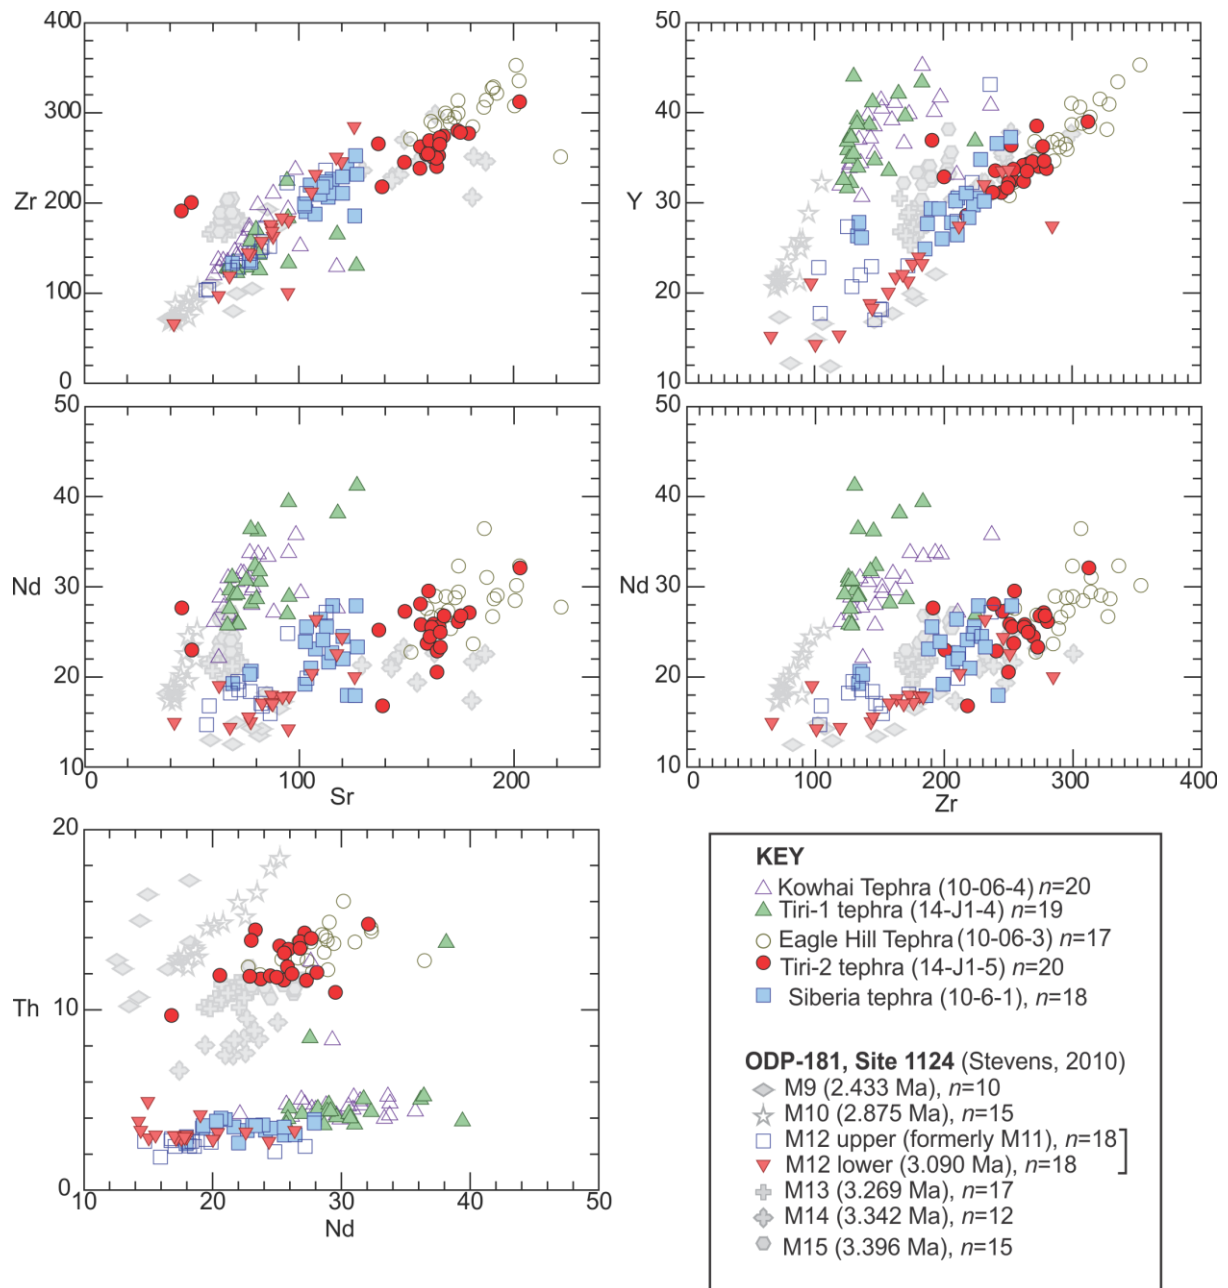 400
300
Zr
200
100
0
50
40
Y
30
20
10
50
40
Nd
30
20
10
0
100
200
Sr
50
40
Nd
30
20
10
0
100
200
300
400
Zr
20
Th
10
0
10
20
30
40
50
Nd
KEY
Kowhai Tephra (10-06-4) n=20
Tiri-1 tephra (14-J1-4) n=19
Eagle Hill Tephra (10-06-3) n=17
Tiri-2 tephra (14-J1-5) n=20
Siberia tephra (10-6-1), n=18
ODP-181, Site 1124 (Stevens, 2010)
M9 (2.433 Ma), n=10
M10 (2.875 Ma), n=15
M12 upper (formerly M11), n=18
M12 lower (3.090 Ma), n=18
M13 (3.269 Ma), n=17
M14 (3.342 Ma), n=12
M15 (3.396 Ma), n=15